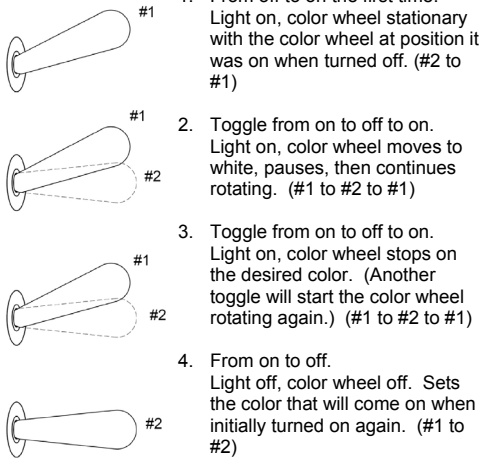 1. From off to on the first time.
#1
Light on, color wheel stationary
with the color wheel at position it
was on when turned off. (#2 to
#1)
#1
#2
2. Toggle from on to off to on.
Light on, color wheel moves to
white, pauses, then continues
rotating. (#1 to #2 to #1)
#1
#2
3. Toggle from on to off to on.
Light on, color wheel stops on
the desired color. (Another
toggle will start the color wheel
rotating again.) (#1 to #2 to #1)
#2
4. From on to off.
Light off, color wheel off. Sets
the color that will come on when
initially turned on again. (#1 to
#2)